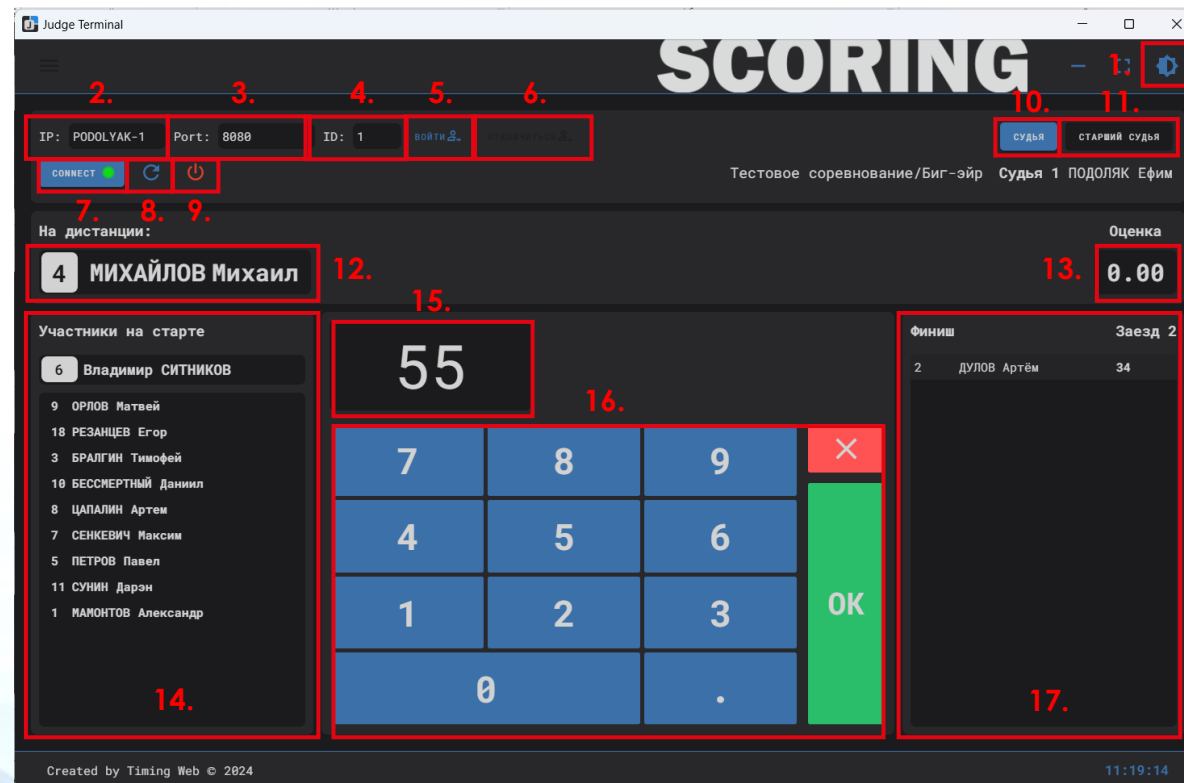 Judge Terminal
SCORING
1.
2. 3. 4. 5. 6. 10. 11.
IP: PODOLYAK-1 Port: 8080 ID: 1 ВОЙТИ ОТКЛЮЧИТЬСЯ СУДЬЯ СТАРШИЙ СУДЬЯ
CONNECT Тестовое соревнование/Биг-эйр Судья 1 ПОДОЛЯК Ефим
7. 8. 9.
На дистанции: Оценка
4 МИХАЙЛОВ Михаил 12. 13. 0.00
15.
Участники на старте
6 Владимир СИТНИКОВ
9 ОРЛОВ Матвей
18 РЕЗАНЦЕВ Егор
3 БРАЛГИН Тимофей
10 БЕССМЕРТНЫЙ Даниил
8 ЦАПАЛИН Артем
7 СЕНКЕВИЧ Максим
5 ПЕТРОВ Павел
11 СУНИН Дарэн
1 МАМОНТОВ Александр
14.
55
16.
7 8 9
4 5 6
1 2 3 OK
0 .
Финиш Заезд 2
2 ДУЛОВ Артём 34
17.
Created by Timing Web © 2024 11:19:14